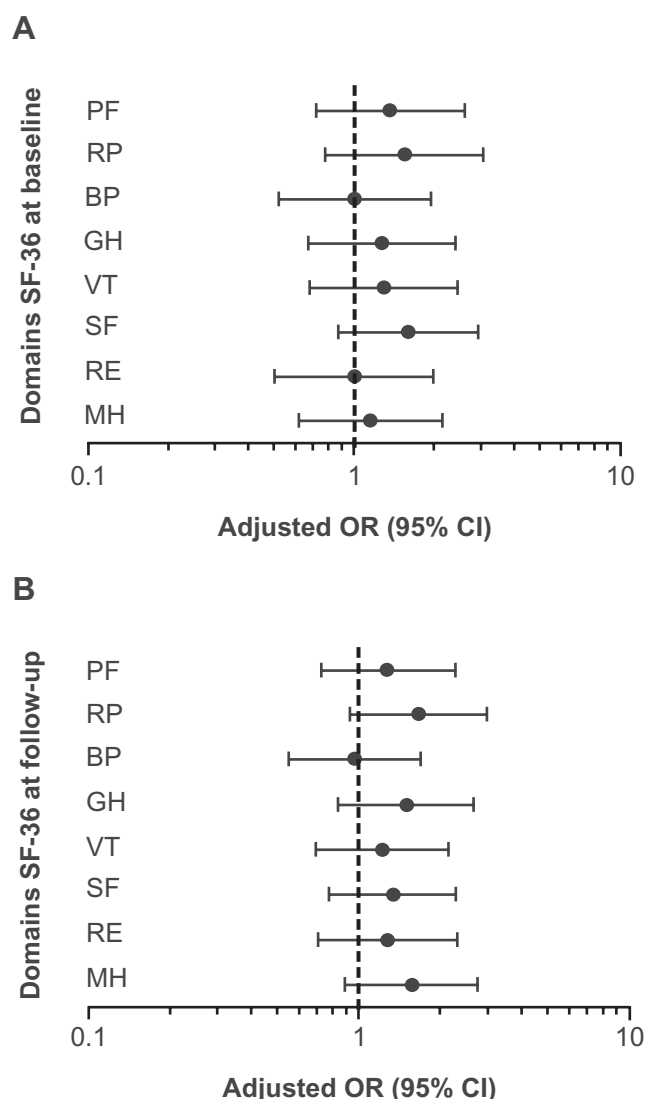 A
Domains SF-36 at baseline
PF
RP
BP
GH
VT
SF
RE
MH
0.1 1 10
Adjusted OR (95% CI)
B
Domains SF-36 at follow-up
PF
RP
BP
GH
VT
SF
RE
MH
0.1 1 10
Adjusted OR (95% CI)